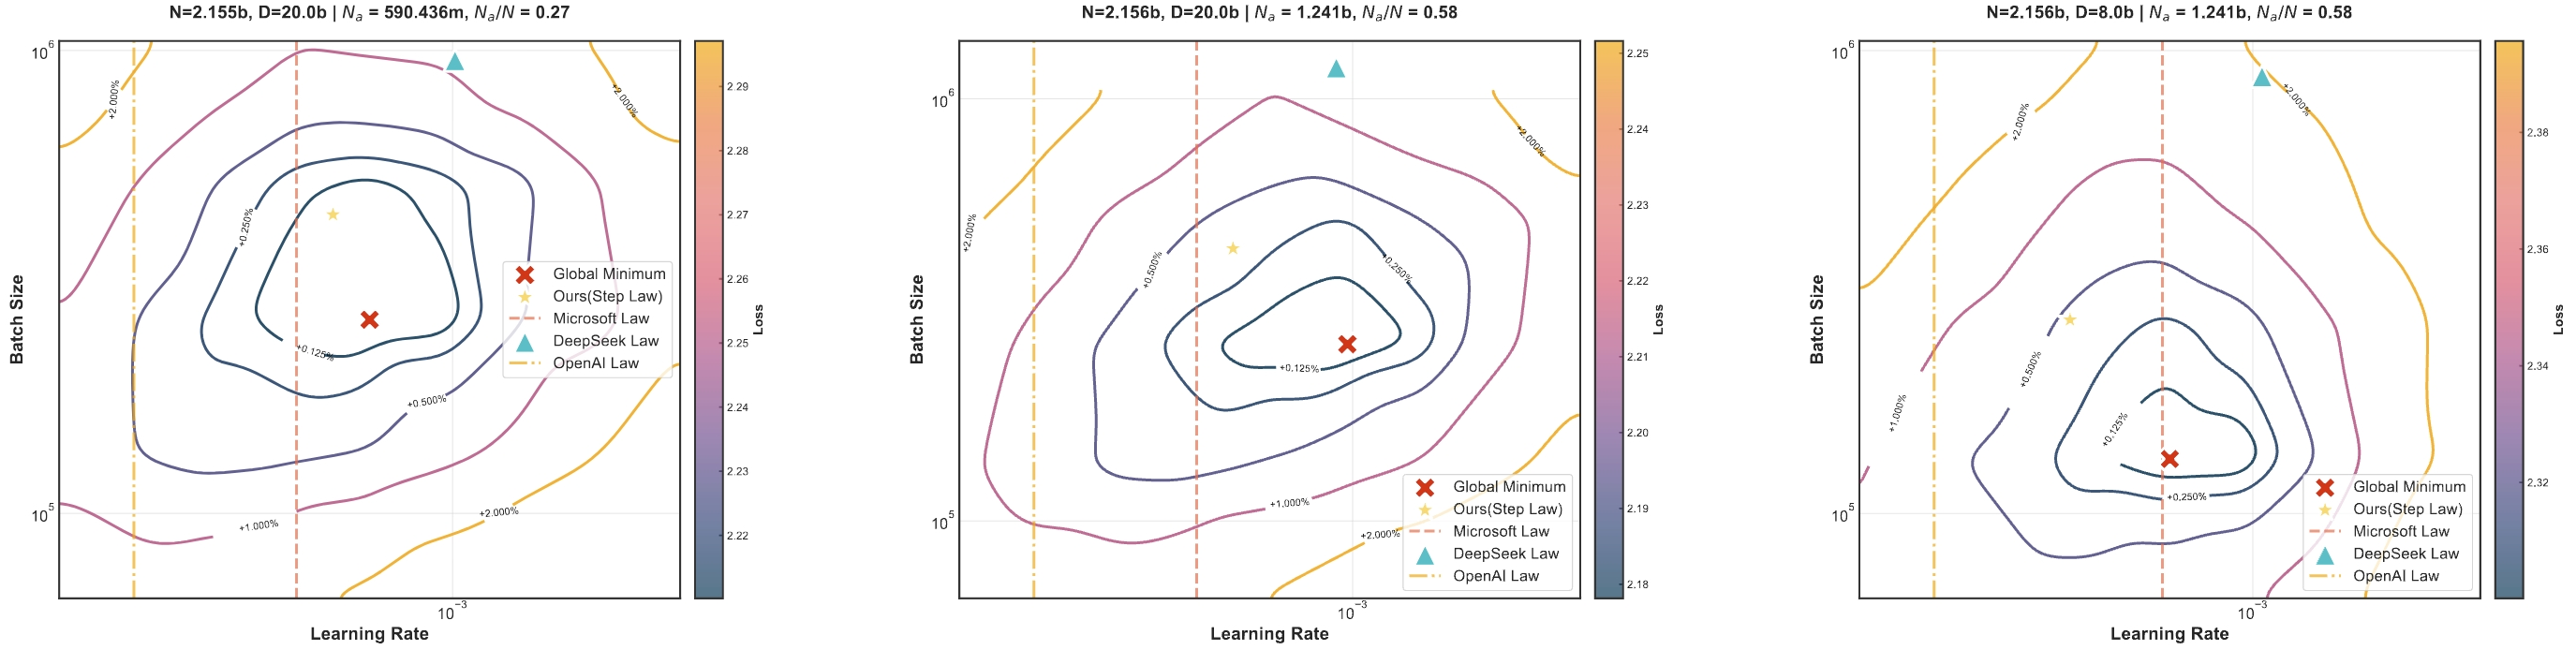 N=2.155b, D=20.0b | Nₐ = 590.436m, Nₐ/N = 0.27
10⁶
10⁵
Batch Size
+2.000%
+2.000%
+0.250%
+0.125%
+0.500%
+1.000%
+2.000%
Global Minimum
Ours(Step Law)
Microsoft Law
DeepSeek Law
OpenAI Law
10⁻³
Learning Rate
2.29
2.28
2.27
2.26
2.25
2.24
2.23
2.22
Loss
N=2.156b, D=20.0b | Nₐ = 1.241b, Nₐ/N = 0.58
10⁶
10⁵
Batch Size
+2.000%
+2.000%
+0.500%
0.250%
+0.125%
+1.000%
+2.000%
Global Minimum
Ours(Step Law)
Microsoft Law
DeepSeek Law
OpenAI Law
10⁻³
Learning Rate
2.25
2.24
2.23
2.22
2.21
2.20
2.19
2.18
Loss
N=2.156b, D=8.0b | Nₐ = 1.241b, Nₐ/N = 0.58
10⁶
10⁵
Batch Size
+2.000%
+2.000%
+0.500%
+1.000%
+0.125%
+0.250%
Global Minimum
Ours(Step Law)
Microsoft Law
DeepSeek Law
OpenAI Law
10⁻³
Learning Rate
2.38
2.36
2.34
2.32
Loss